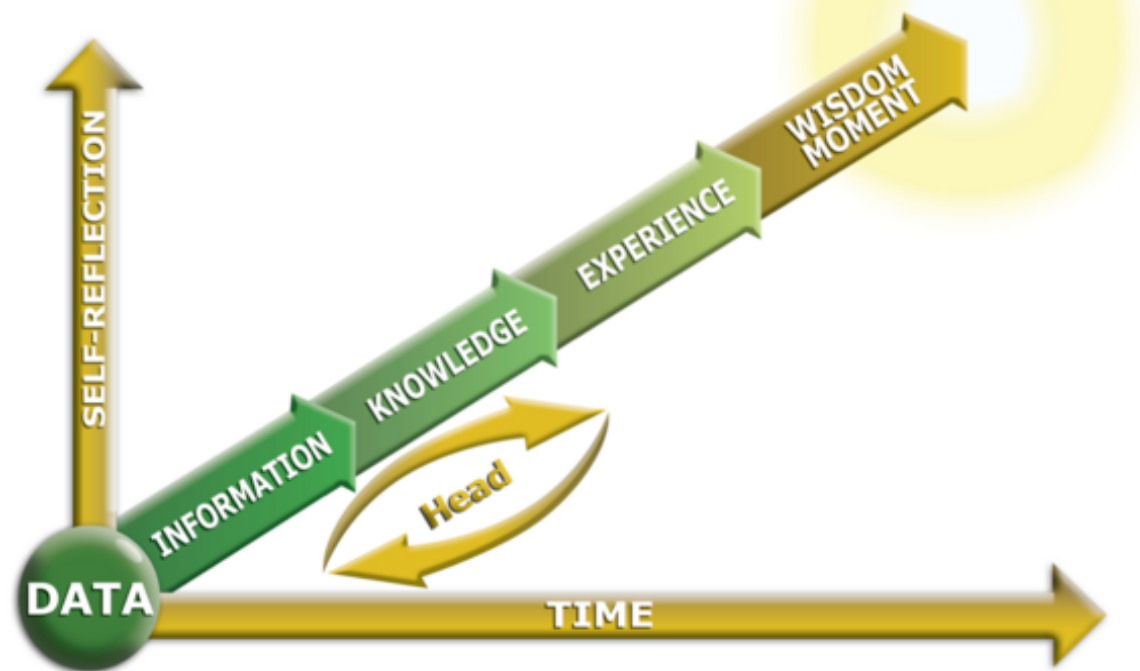 SELF-REFLECTION
WISDOM
MOMENT
EXPERIENCE
KNOWLEDGE
INFORMATION
Head
DATA
TIME